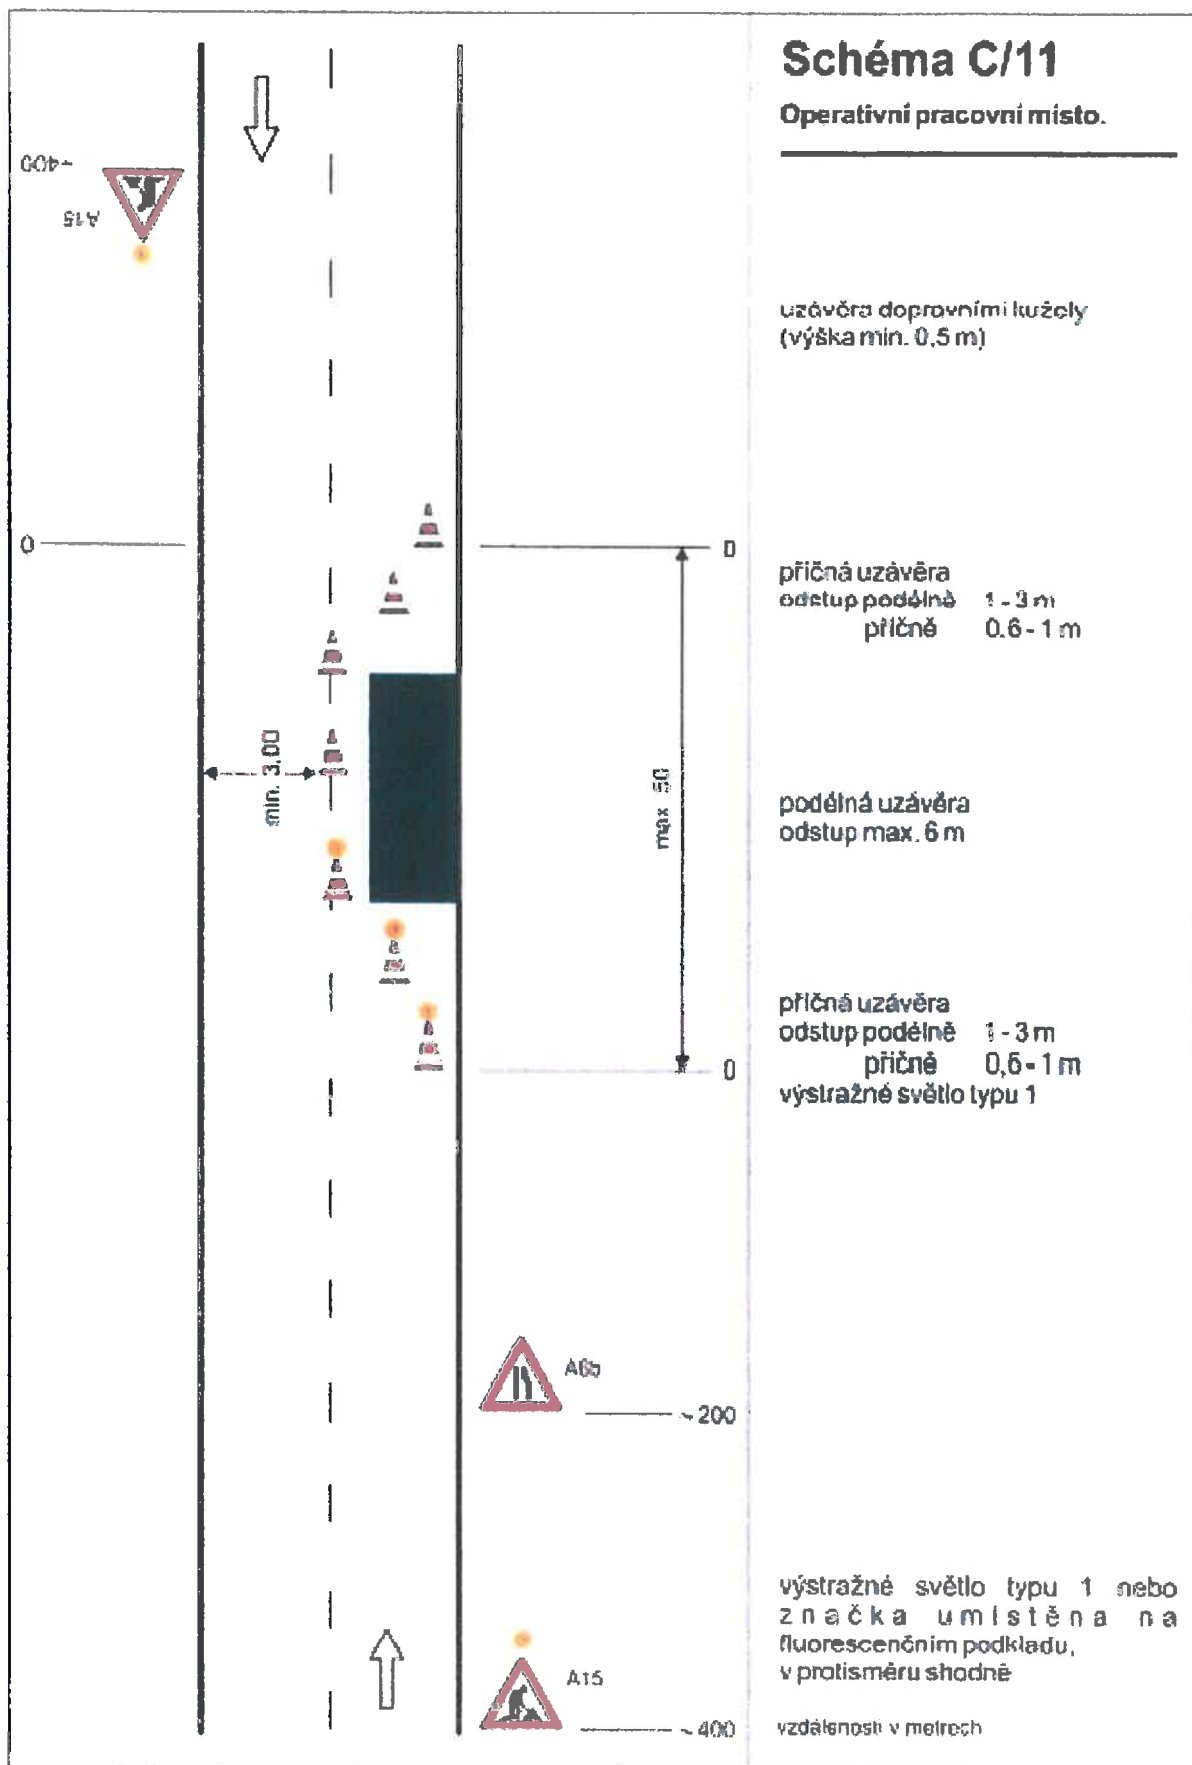 Schéma C/11
Operativní pracovní místo.
~400
A15
uzávěra dopravními kužely
(výška min. 0,5 m)
0
0
příčná uzávěra
odstup podélně 1 - 3 m
příčně 0.6 - 1 m
min. 3.00
max 50
podélná uzávěra
odstup max. 6 m
příčná uzávěra
odstup podélně 1 - 3 m
příčně 0,6 - 1 m
0
výstražné světlo typu 1
A6b
~200
výstražné světlo typu 1 nebo
značka umístěna na
fluorescenčním podkladu,
v protisměru shodně
A15
~400
vzdálenosti v metrech